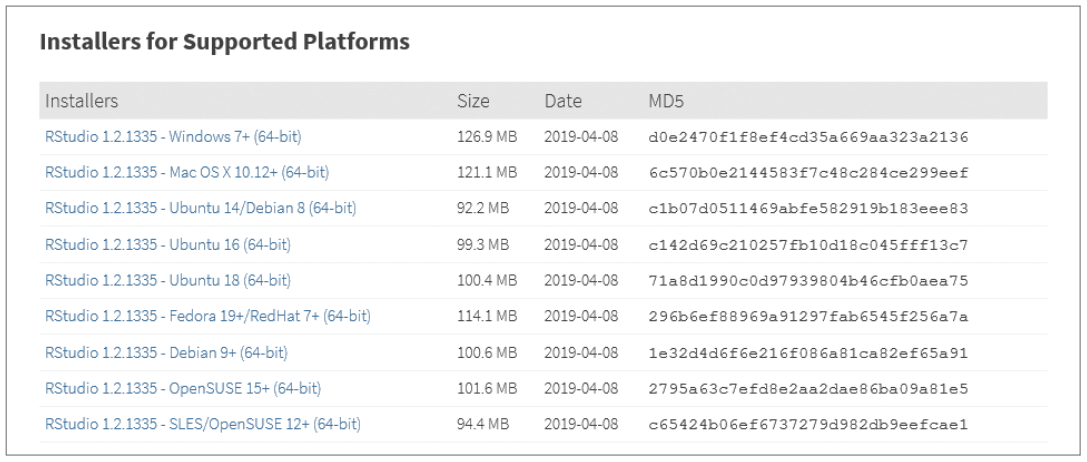 Installers for Supported Platforms
Installers Size Date MD5
RStudio 1.2.1335 - Windows 7+ (64-bit) 126.9 MB 2019-04-08 d0e2470f1f8ef4cd35a669aa323a2136
RStudio 1.2.1335 - Mac OS X 10.12+ (64-bit) 121.1 MB 2019-04-08 6c570b0e2144583f7c48c284ce299eef
RStudio 1.2.1335 - Ubuntu 14/Debian 8 (64-bit) 92.2 MB 2019-04-08 c1b07d0511469abfe582919b183eee83
RStudio 1.2.1335 - Ubuntu 16 (64-bit) 99.3 MB 2019-04-08 c142d69c210257fb10d18c045fff13c7
RStudio 1.2.1335 - Ubuntu 18 (64-bit) 100.4 MB 2019-04-08 71a8d1990c0d97939804b46cfb0aea75
RStudio 1.2.1335 - Fedora 19+/RedHat 7+ (64-bit) 114.1 MB 2019-04-08 296b6ef88969a91297fab6545f256a7a
RStudio 1.2.1335 - Debian 9+ (64-bit) 100.6 MB 2019-04-08 1e32d4d6f6e216f086a81ca82ef65a91
RStudio 1.2.1335 - OpenSUSE 15+ (64-bit) 101.6 MB 2019-04-08 2795a63c7efd8e2aa2dae86ba09a81e5
RStudio 1.2.1335 - SLES/OpenSUSE 12+ (64-bit) 94.4 MB 2019-04-08 c65424b06ef6737279d982db9eefcae1